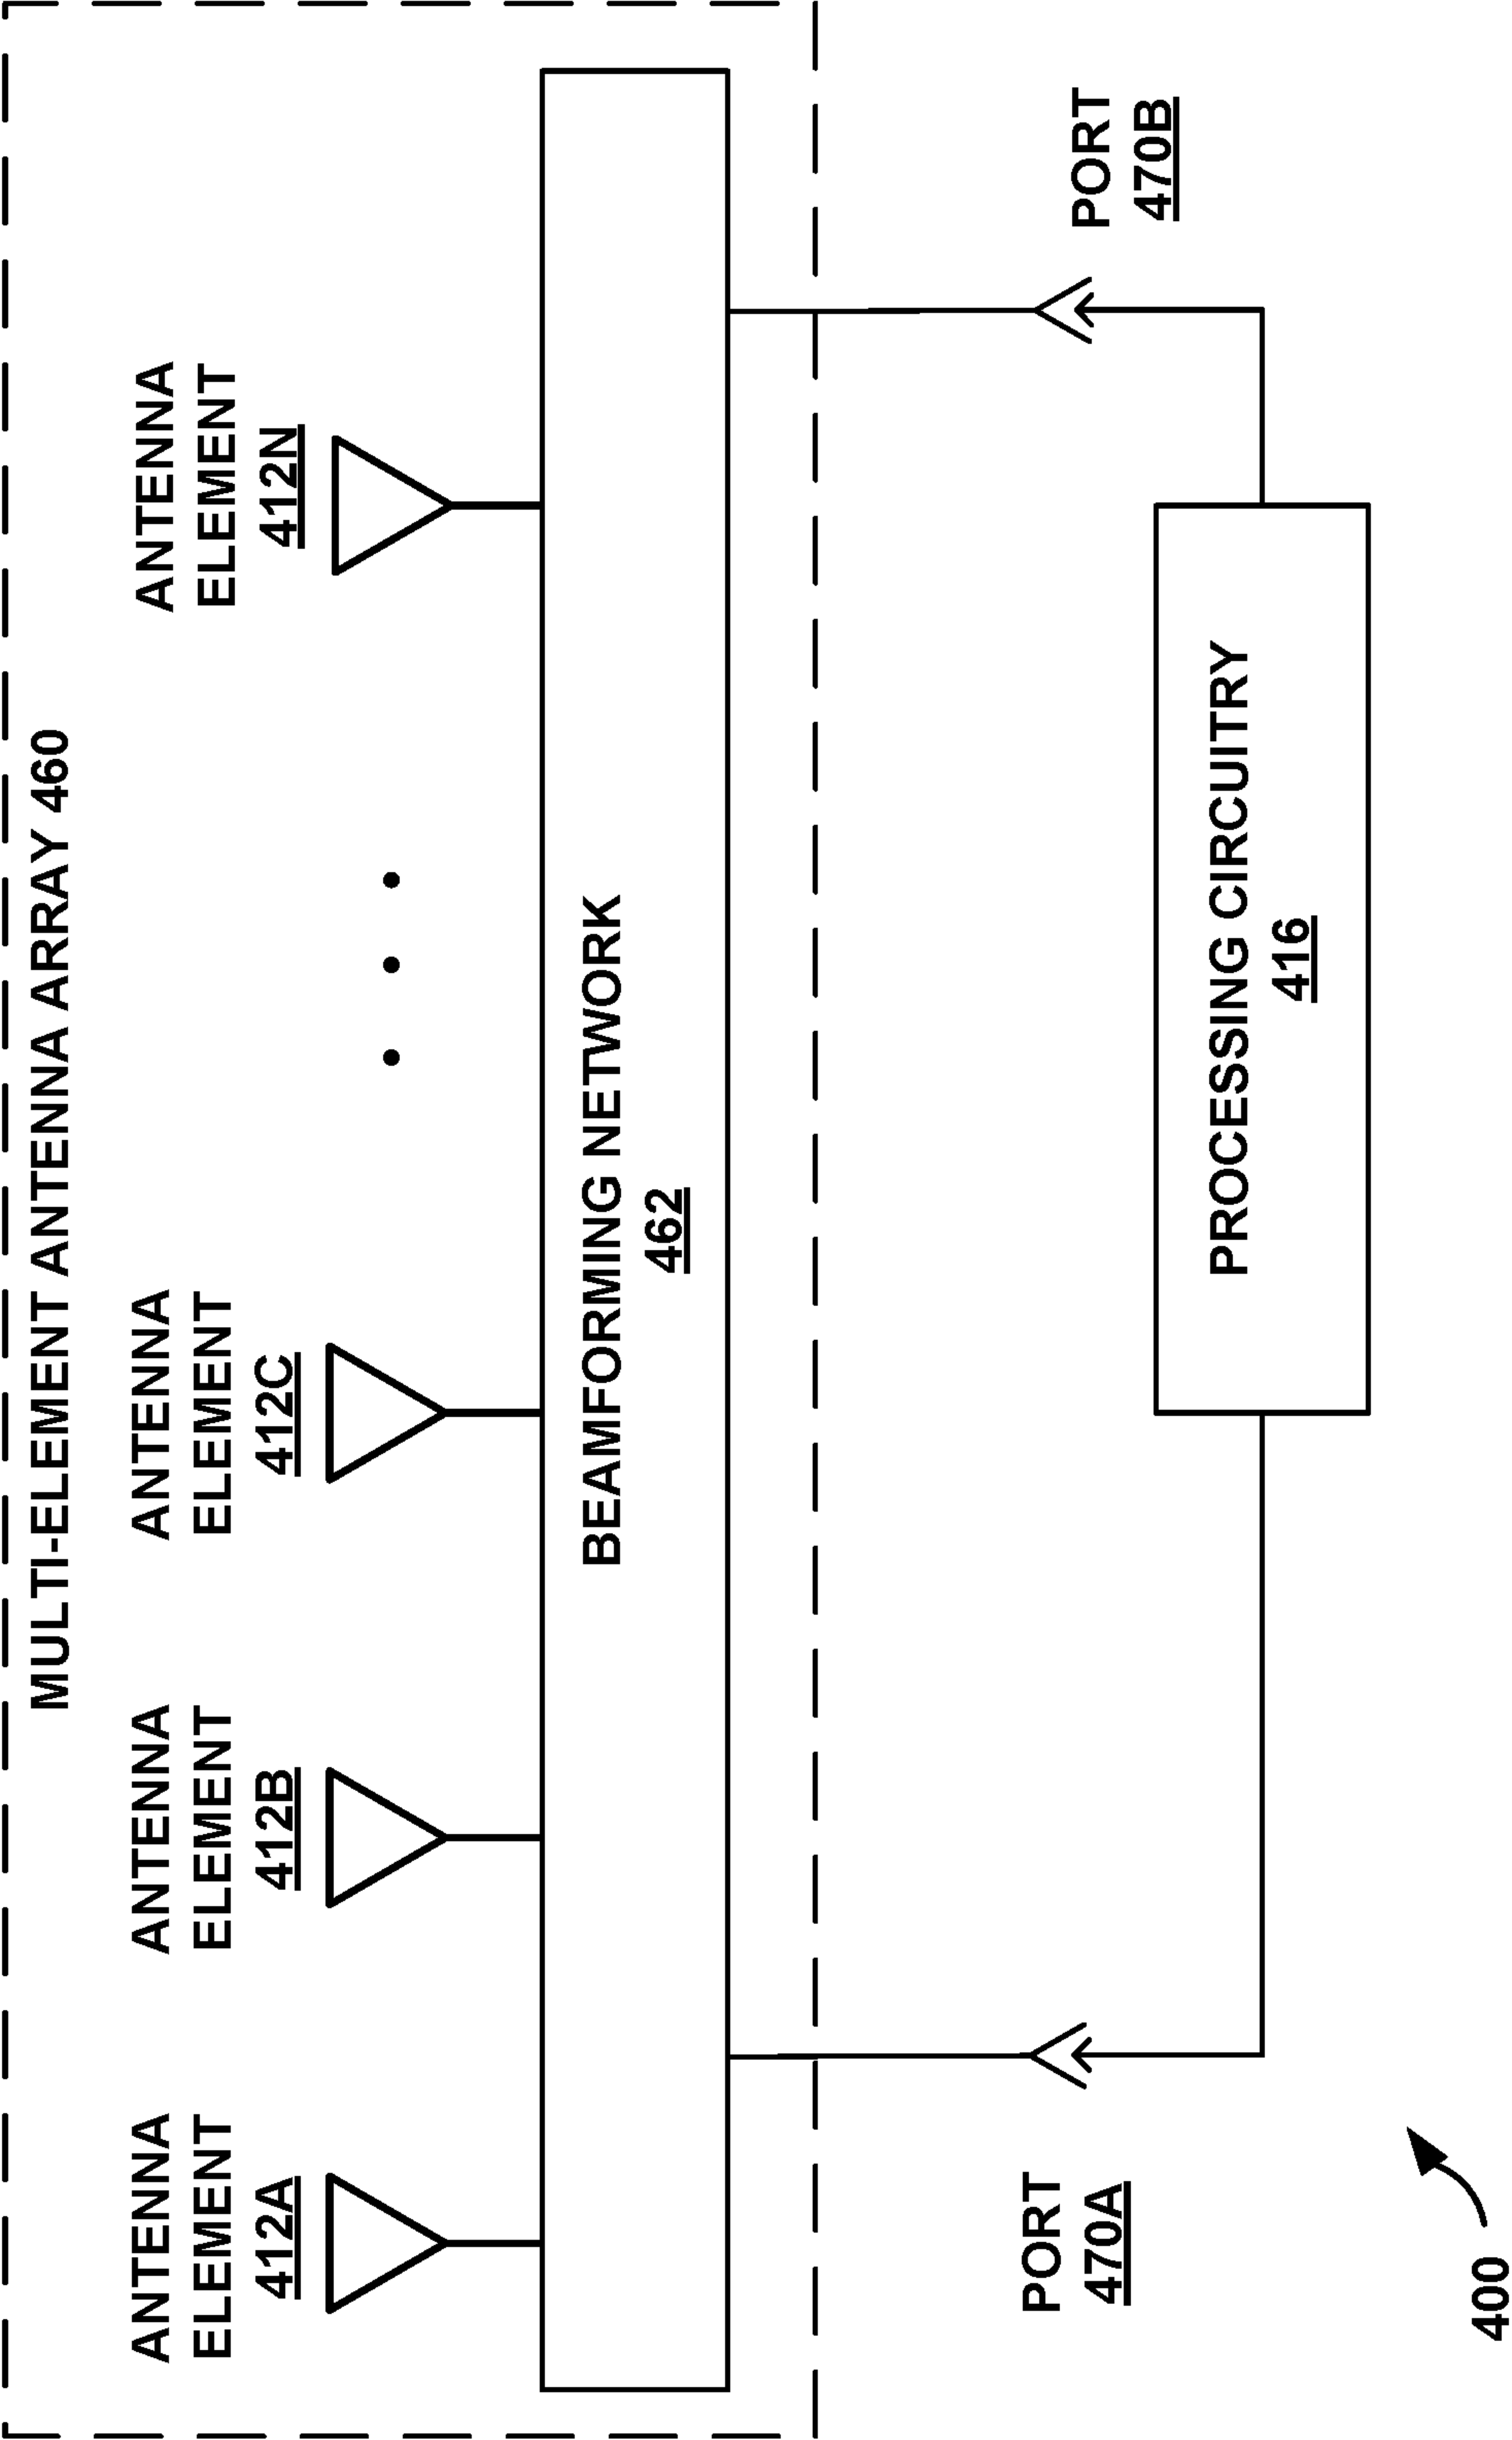 MULTI-ELEMENT ANTENNA ARRAY 460
ANTENNA
ELEMENT
412A
ANTENNA
ELEMENT
412B
ANTENNA
ELEMENT
412C
ANTENNA
ELEMENT
412N
BEAMFORMING NETWORK
462
PORT
470A
PORT
470B
PROCESSING CIRCUITRY
416
400